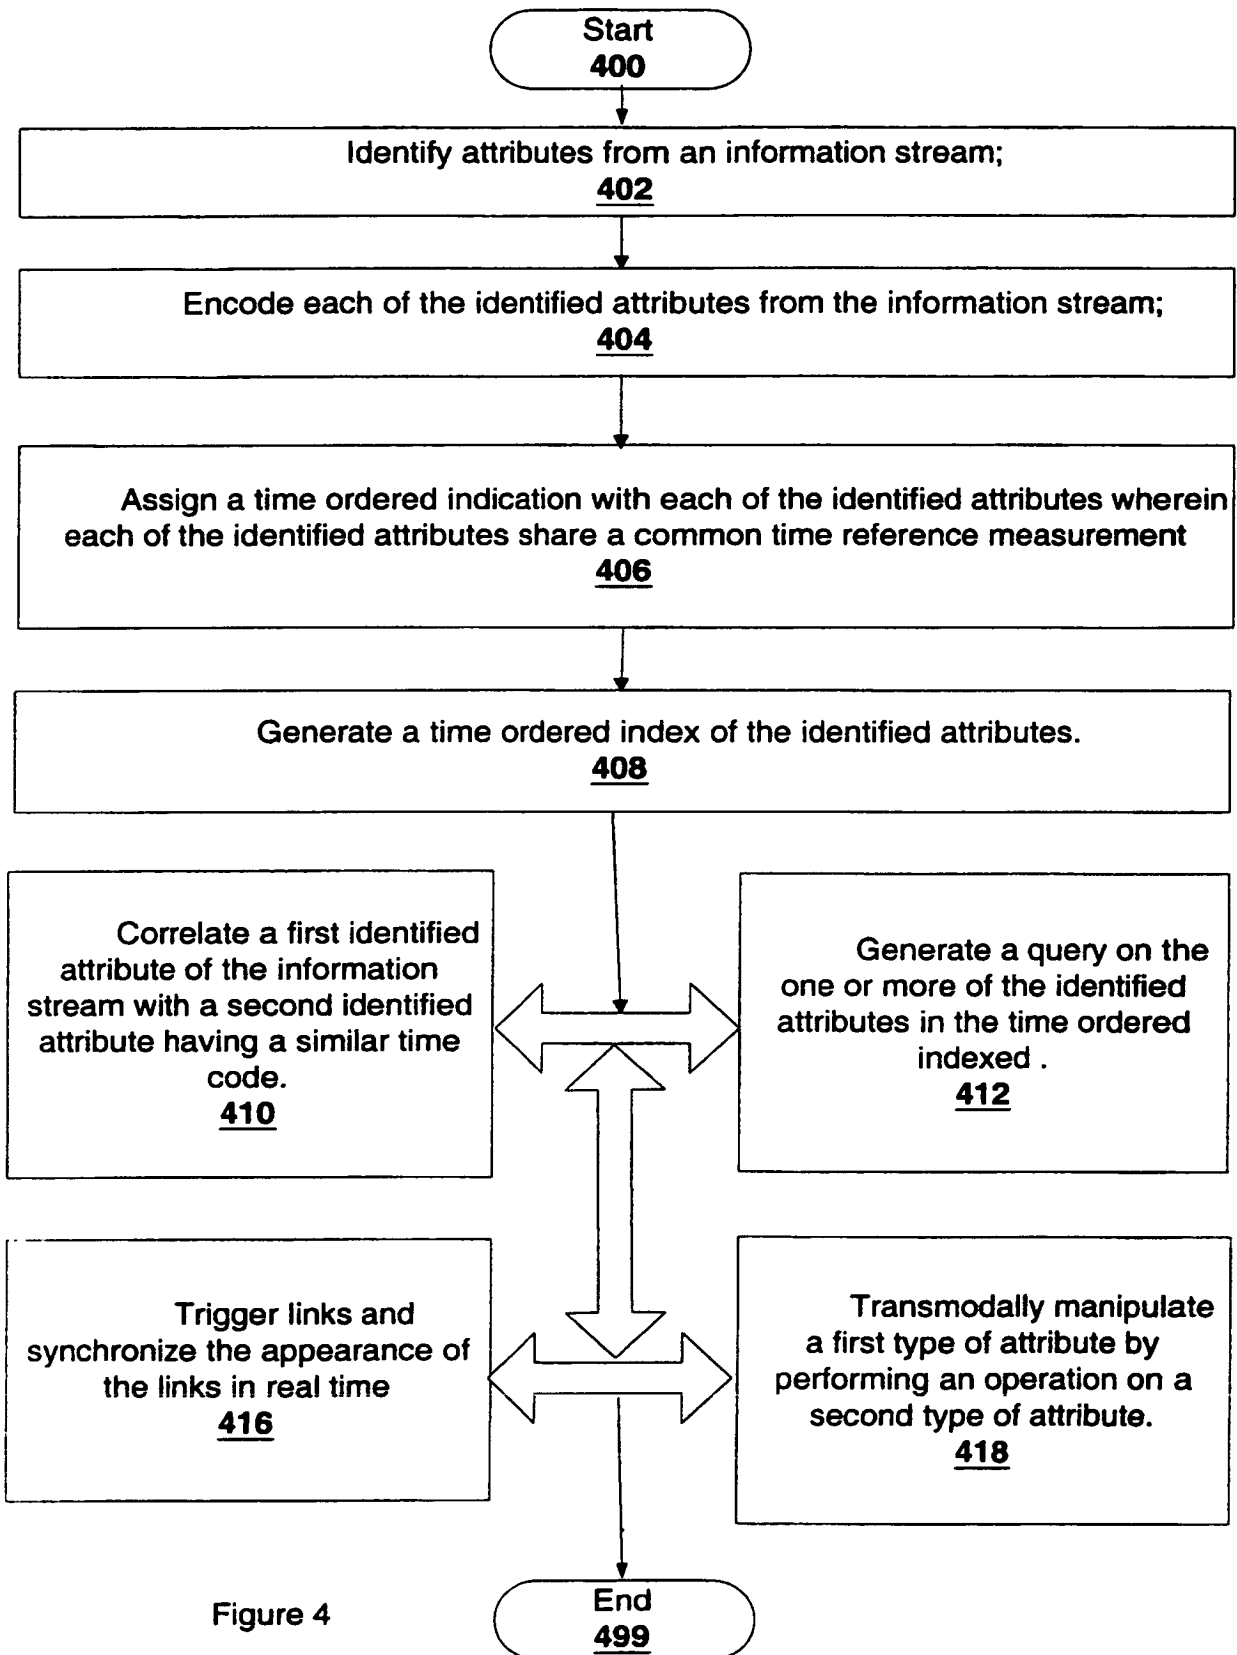 Start
400
Identify attributes from an information stream;
402
Encode each of the identified attributes from the information stream;
404
Assign a time ordered indication with each of the identified attributes wherein
each of the identified attributes share a common time reference measurement
406
Generate a time ordered index of the identified attributes.
408
Correlate a first identified
attribute of the information
stream with a second identified
attribute having a similar time
code.
410
Generate a query on the
one or more of the identified
attributes in the time ordered
indexed .
412
Trigger links and
synchronize the appearance of
the links in real time
416
Transmodally manipulate
a first type of attribute by
performing an operation on a
second type of attribute.
418
Figure 4
End
499